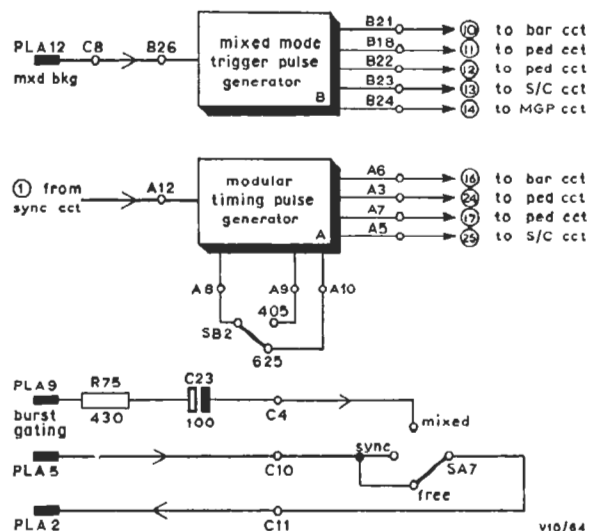 B21 10 to bar cct
PLA12 C8 B26 mixed mode B18 11 to ped cct
mxd bkg trigger pulse B22 12 to ped cct
generator B23 13 to S/C cct
B B24 14 to MGP cct
A6 16 to bar cct
1 from A12 modular A3 24 to ped cct
sync cct timing pulse A7 17 to ped cct
generator A A5 25 to S/C cct
A8 A9 A10
405
SB2
625
PLA9 R75 C23
burst 430 100 C4
gating mixed
sync
PLA5 C10 SA7
free
PLA2 C11
V10/64